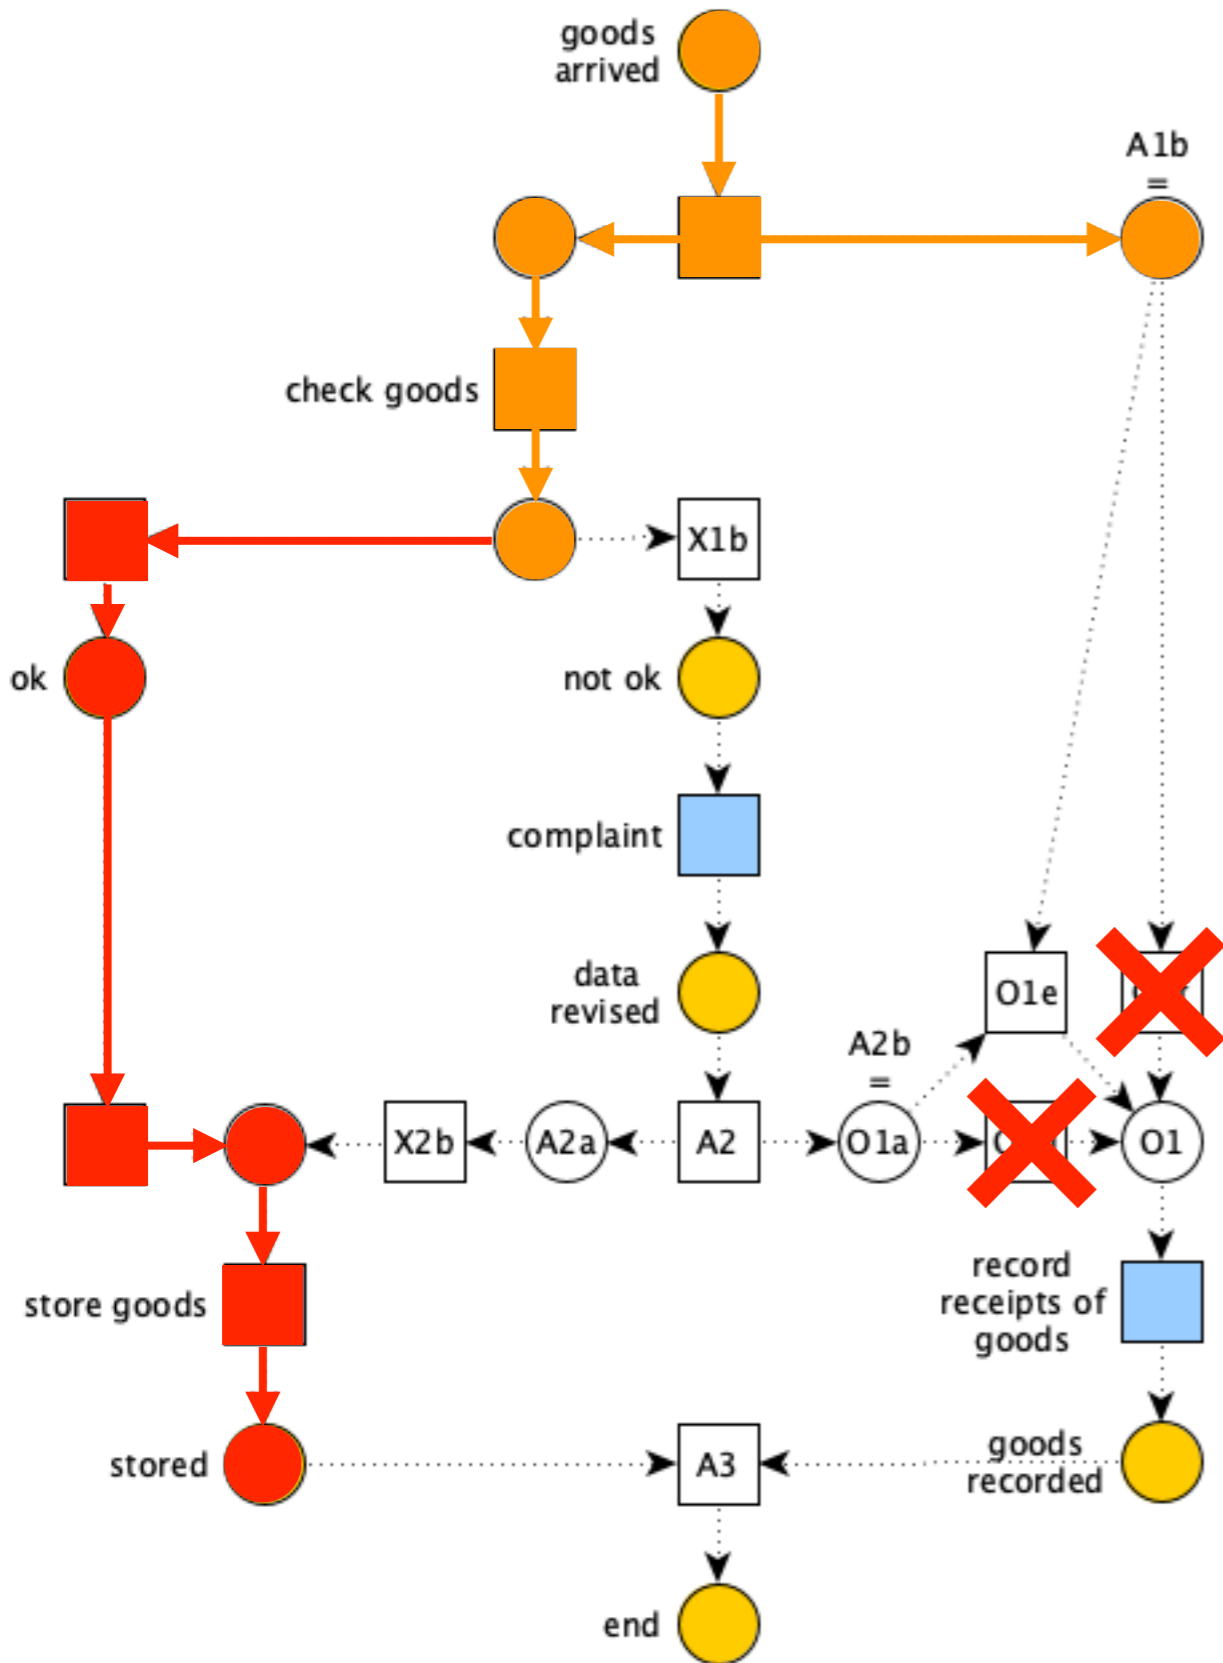 goods
arrived
A1b
=
check goods
X1b
ok
not ok
complaint
data
revised
O1e
A2b
=
X2b
A2a
A2
O1a
O1
store goods
record
receipts of
goods
stored
A3
goods
recorded
end